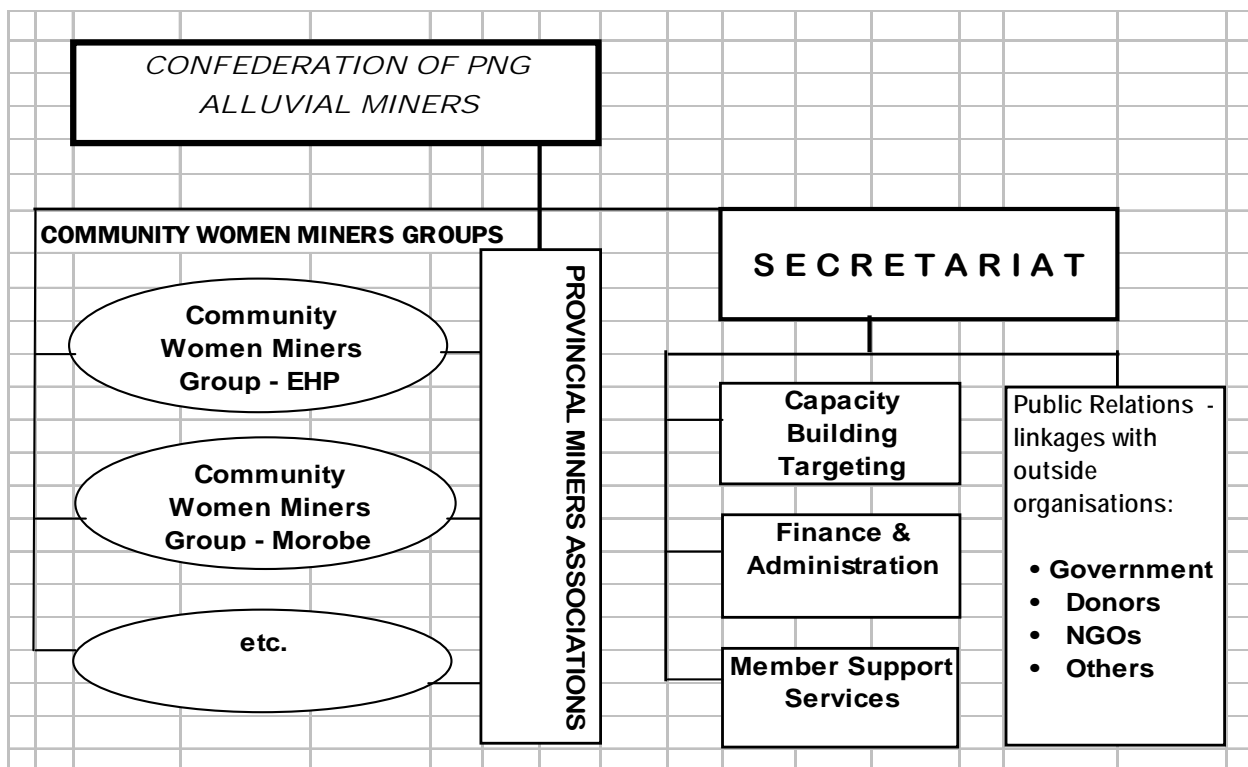 CONFEDERATION OF PNG
ALLUVIAL MINERS
COMMUNITY WOMEN MINERS GROUPS
Community
Women Miners
Group - EHP
Community
Women Miners
Group - Morobe
etc.
PROVINCIAL MINERS ASSOCIATIONS
SECRETARIAT
Capacity
Building
Targeting
Finance &
Administration
Member Support
Services
Public Relations -
linkages with
outside
organisations:
• Government
• Donors
• NGOs
• Others